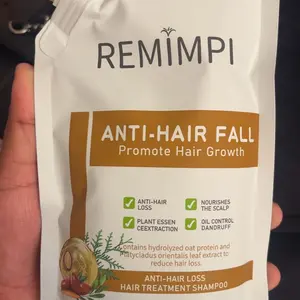 REMIMPI
ANTI-HAIR FALL
Promote Hair Growth
ANTI-HAIR
LOSS
NOURISHES
THE SCALP
PLANT ESSEN
CEEXTRACTION
OIL CONTROL
DANDRUFF
Contains hydrolyzed oat protein and
Platycladus orientalis leaf extract to
reduce hair loss.
ANTI-HAIR LOSS
HAIR TREATMENT SHAMPOO